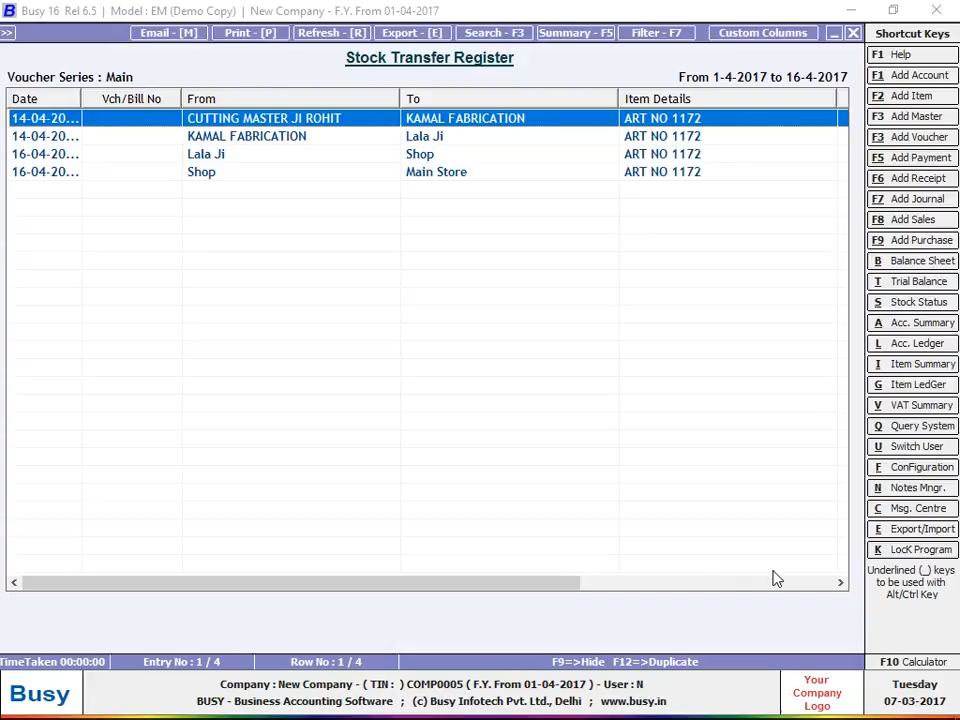 Busy 16 Rel 6.5 | Model : EM (Demo Copy) | New Company - F.Y. From 01-04-2017
>> Email - [M] Print - [P] Refresh - [R] Export - [E] Search - F3 Summary - F5 Filter - F7 Custom Columns
Shortcut Keys
Stock Transfer Register
Voucher Series : Main From 1-4-2017 to 16-4-2017
Date Vch/Bill No From To Item Details
14-04-20... CUTTING MASTER JI ROHIT KAMAL FABRICATION ART NO 1172
14-04-20... KAMAL FABRICATION Lala Ji ART NO 1172
16-04-20... Lala Ji Shop ART NO 1172
16-04-20... Shop Main Store ART NO 1172
F1 Help
F1 Add Account
F2 Add Item
F3 Add Master
F3 Add Voucher
F5 Add Payment
F6 Add Receipt
F7 Add Journal
F8 Add Sales
F9 Add Purchase
B Balance Sheet
T Trial Balance
S Stock Status
A Acc. Summary
L Acc. Ledger
I Item Summary
G Item LedGer
V VAT Summary
Q Query System
U Switch User
F ConFiguration
N Notes Mngr.
C Msg. Centre
E Export/Import
K LocK Program
Underlined (_) keys
to be used with
Alt/Ctrl Key
TimeTaken 00:00:00 Entry No : 1 / 4 Row No : 1 / 4 F9=>Hide F12=>Duplicate
F10 Calculator
Busy
Company : New Company - ( TIN : ) COMP0005 ( F.Y. From 01-04-2017 ) - User : N
BUSY - Business Accounting Software ; (c) Busy Infotech Pvt. Ltd., Delhi ; www.busy.in
Your
Company
Logo
Tuesday
07-03-2017